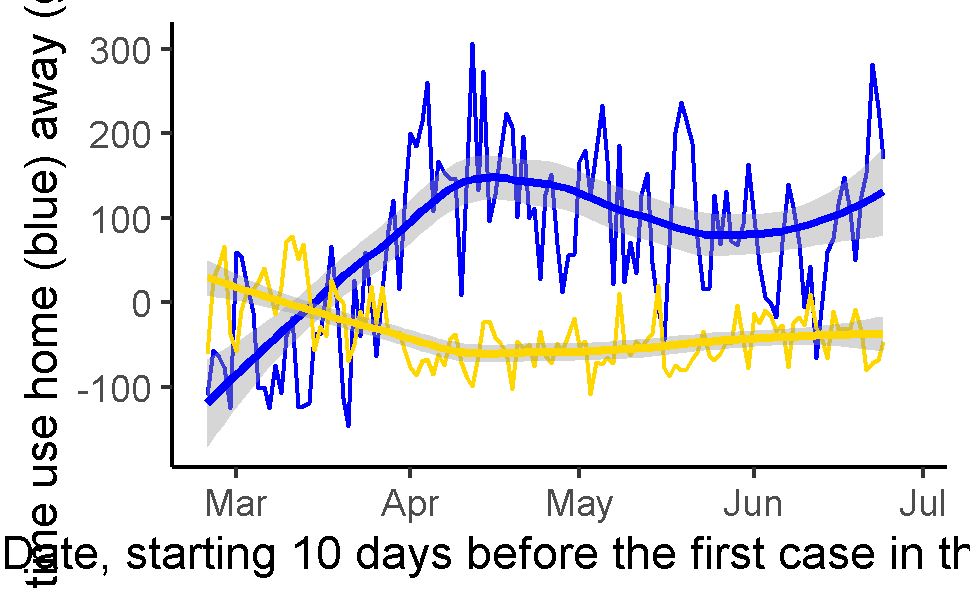 time use home (blue) away (
300
200
100
0
-100
Mar Apr May Jun Jul
Date, starting 10 days before the first case in th